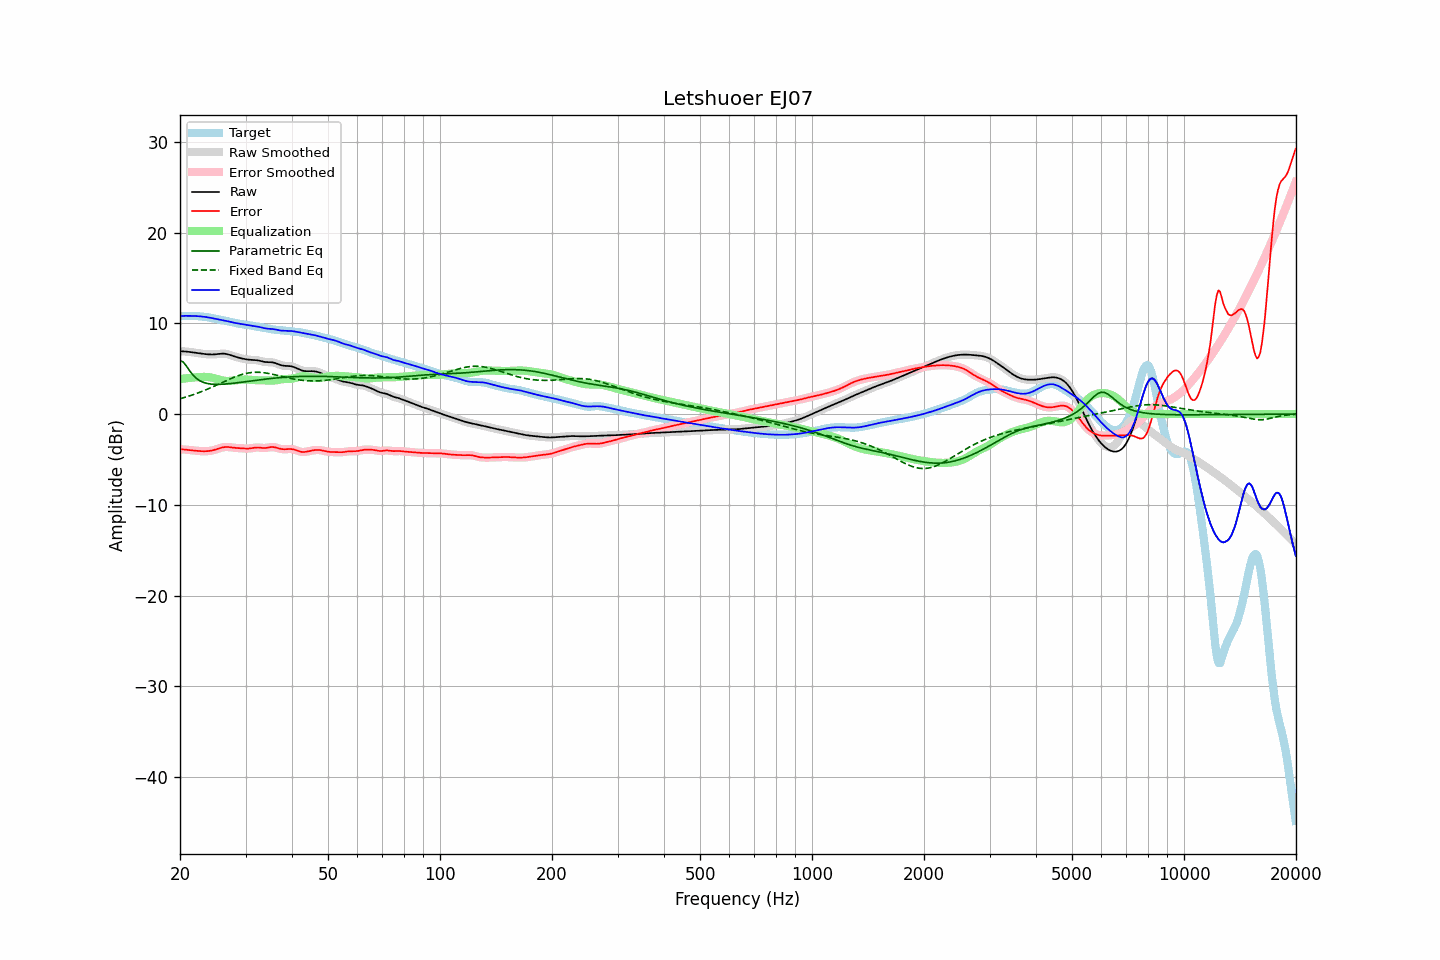 Letshuoer EJ07
Target
Raw Smoothed
Error Smoothed
Raw
Error
Equalization
Parametric Eq
Fixed Band Eq
Equalized
30
20
10
0
−10
−20
−30
−40
Amplitude (dBr)
20
50
100
200
500
1000
2000
5000
10000
20000
Frequency (Hz)